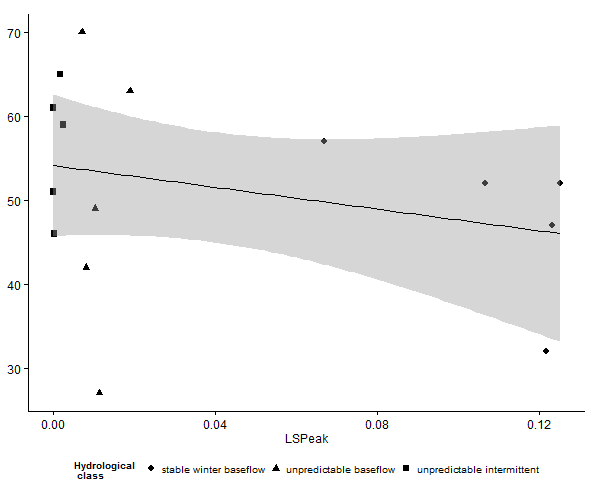 70
60
50
40
30
0.00 0.04 0.08 0.12
LSPeak
Hydrological class stable winter baseflow unpredictable baseflow unpredictable intermittent